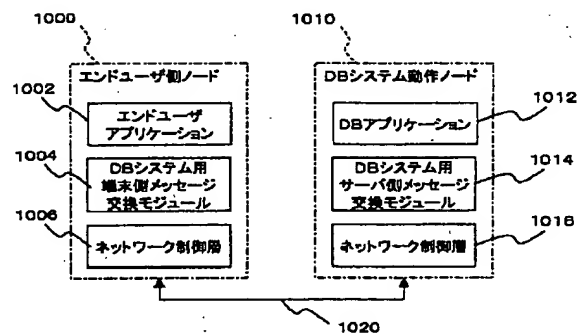 1000
1010
エンドユーザ側ノード
DBシステム動作ノード
1002
エンドユーザ
アプリケーション
DBアプリケーション
1012
1004
DBシステム用
端末側メッセージ
交換モジュール
DBシステム用
サーバ側メッセージ
交換モジュール
1014
1006
ネットワーク制御層
ネットワーク制御層
1016
1020